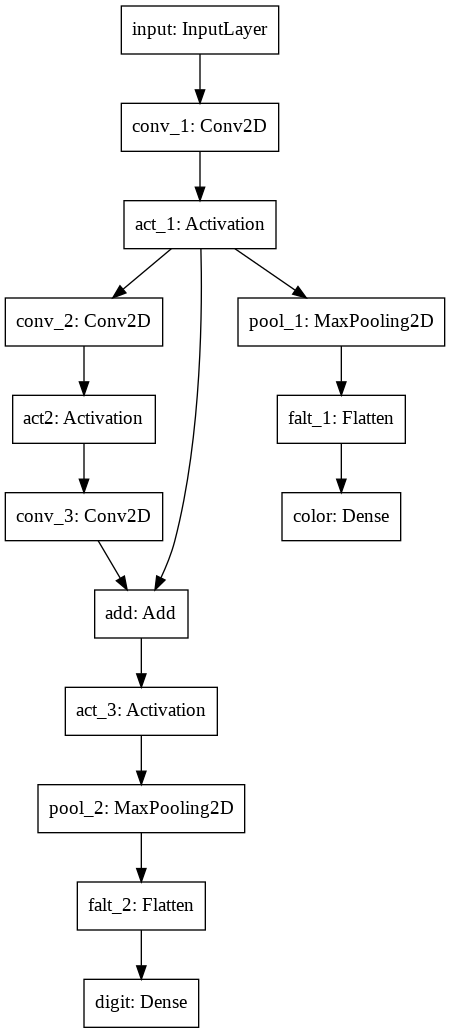 input: InputLayer
conv_1: Conv2D
act_1: Activation
conv_2: Conv2D
pool_1: MaxPooling2D
act2: Activation
falt_1: Flatten
conv_3: Conv2D
color: Dense
add: Add
act_3: Activation
pool_2: MaxPooling2D
falt_2: Flatten
digit: Dense